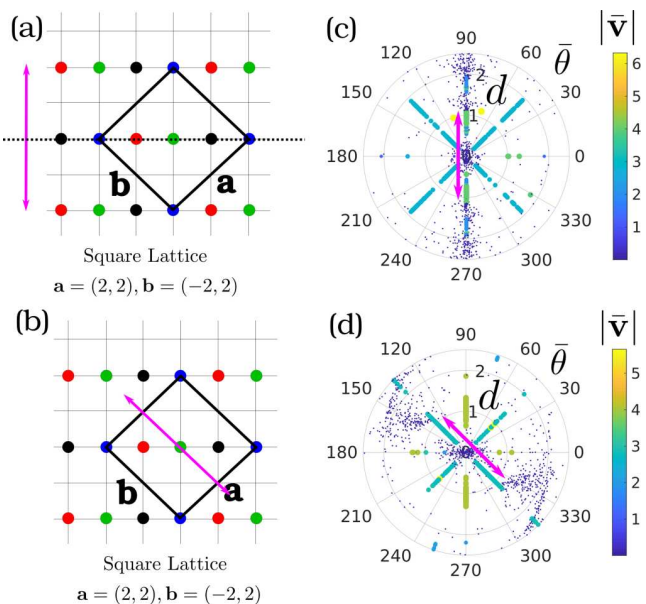 (a)
b
a
Square Lattice
a = (2, 2), b = (−2, 2)
(c)
|v̄|
90
θ̄
120
60
2
d
150
30
1
180
0
0
210
330
240
300
270
6
5
4
3
2
1
(b)
b
a
Square Lattice
a = (2, 2), b = (−2, 2)
(d)
|v̄|
90
θ̄
120
60
2
d
150
30
1
180
0
0
210
330
240
300
270
5
4
3
2
1